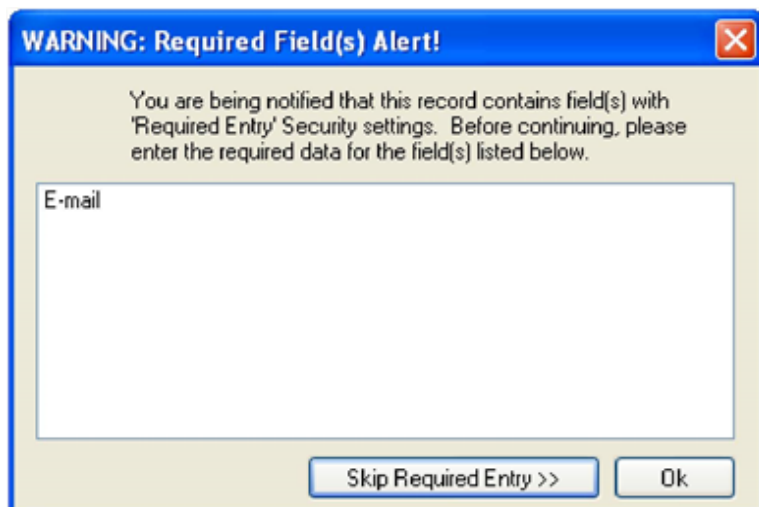 WARNING: Required Field(s) Alert!
You are being notified that this record contains field(s) with
'Required Entry' Security settings. Before continuing, please
enter the required data for the field(s) listed below.
E-mail
Skip Required Entry >>
Ok